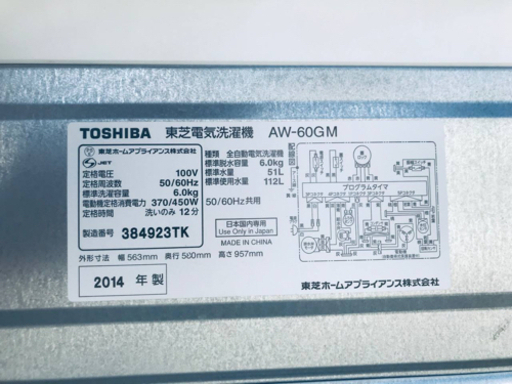 TOSHIBA 東芝電気洗濯機 AW-60GM
東芝ホームアプライアンス株式会社
JET
定格電圧 100V
定格周波数 50/60Hz
標準洗濯容量 6.0kg
電動機定格消費電力 370/450W
定格時間 洗いのみ 12分
製造番号 384923TK
種類 全自動電気洗濯機
標準脱水容量 6.0kg
標準水量 51L
標準使用水量 112L
50/60Hz共用
日本国内専用
Use Only in Japan
MADE IN CHINA
外形寸法 幅563mm 奥行560mm 高さ957mm
2014 年製
配線図
プログラムタイマ
東芝ホームアプライアンス株式会社